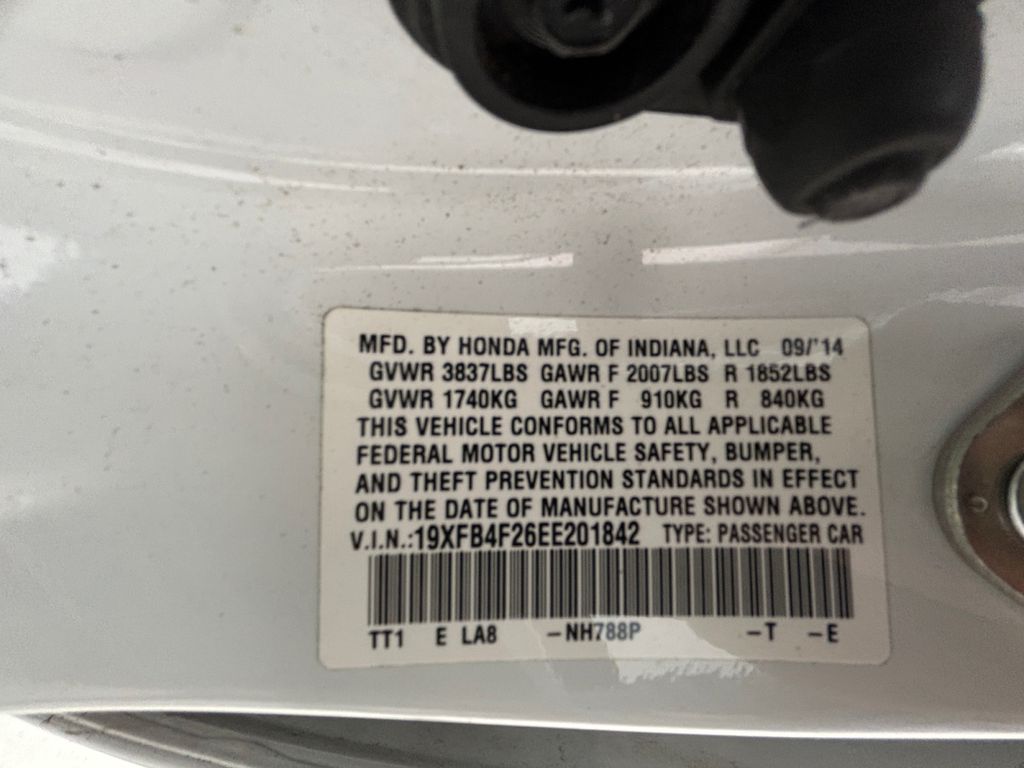 MFD. BY HONDA MFG. OF INDIANA, LLC 09/'14
GVWR 3837LBS GAWR F 2007LBS R 1852LBS
GVWR 1740KG GAWR F 910KG R 840KG
THIS VEHICLE CONFORMS TO ALL APPLICABLE
FEDERAL MOTOR VEHICLE SAFETY, BUMPER,
AND THEFT PREVENTION STANDARDS IN EFFECT
ON THE DATE OF MANUFACTURE SHOWN ABOVE.
V.I.N.:19XFB4F26EE201842 TYPE: PASSENGER CAR
TT1 E LA8 -NH788P -T -E